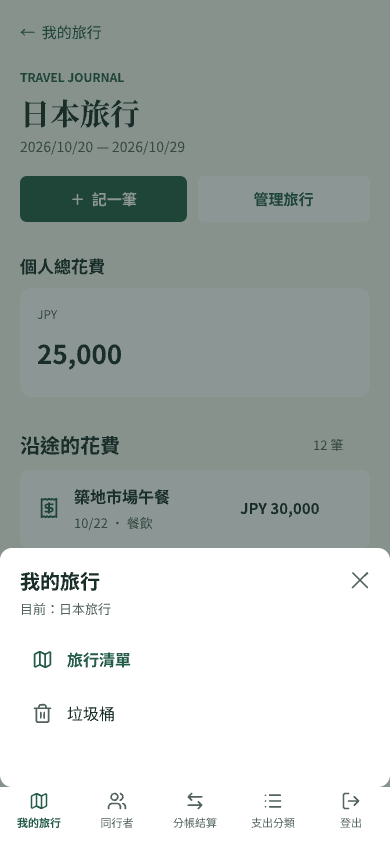 ← 我的旅行
TRAVEL JOURNAL
日本旅行
2026/10/20 — 2026/10/29
＋ 記一筆
管理旅行
個人總花費
JPY
25,000
沿途的花費
12 筆
築地市場午餐
JPY 30,000
10/22 · 餐飲
我的旅行
目前：日本旅行
旅行清單
垃圾桶
我的旅行
同行者
分帳結算
支出分類
登出